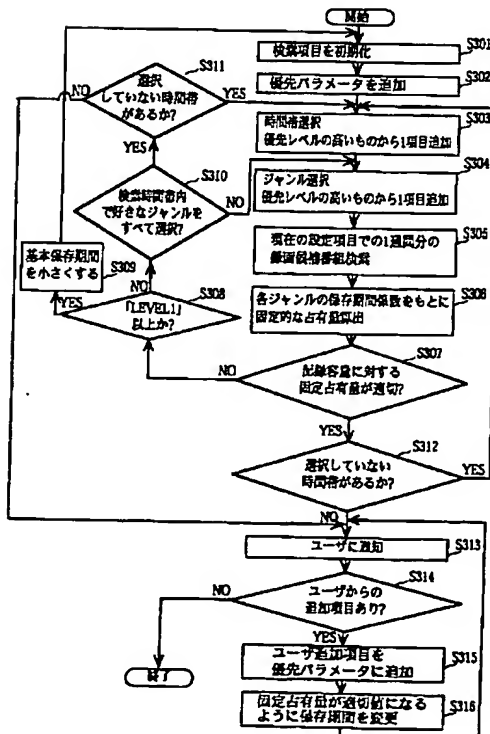 開始
S301
検索項目を初期化
S302
優先パラメータを追加
S303
時間帯選択
優先レベルの高いものから1項目追加
S304
ジャンル選択
優先レベルの高いものから1項目追加
S305
現在の設定項目での1週間分の
録画候補番組検索
S306
各ジャンルの保存期間係数をもとに
固定的な占有量算出
S307
記録容量に対する
固定占有量が適切?
NO
YES
S308
「LEVEL1」
以上か?
YES
NO
S309
基本保存期間
を小さくする
S310
検索時間帯内
で好きなジャンルを
すべて選択?
NO
YES
S311
選択
していない時間帯
があるか?
NO
YES
S312
選択していない
時間帯があるか?
YES
NO
S313
ユーザに通知
S314
ユーザからの
追加項目あり?
NO
YES
終了
S315
ユーザ追加項目を
優先パラメータに追加
S316
固定占有量が適切値になる
ように保存期間を変更